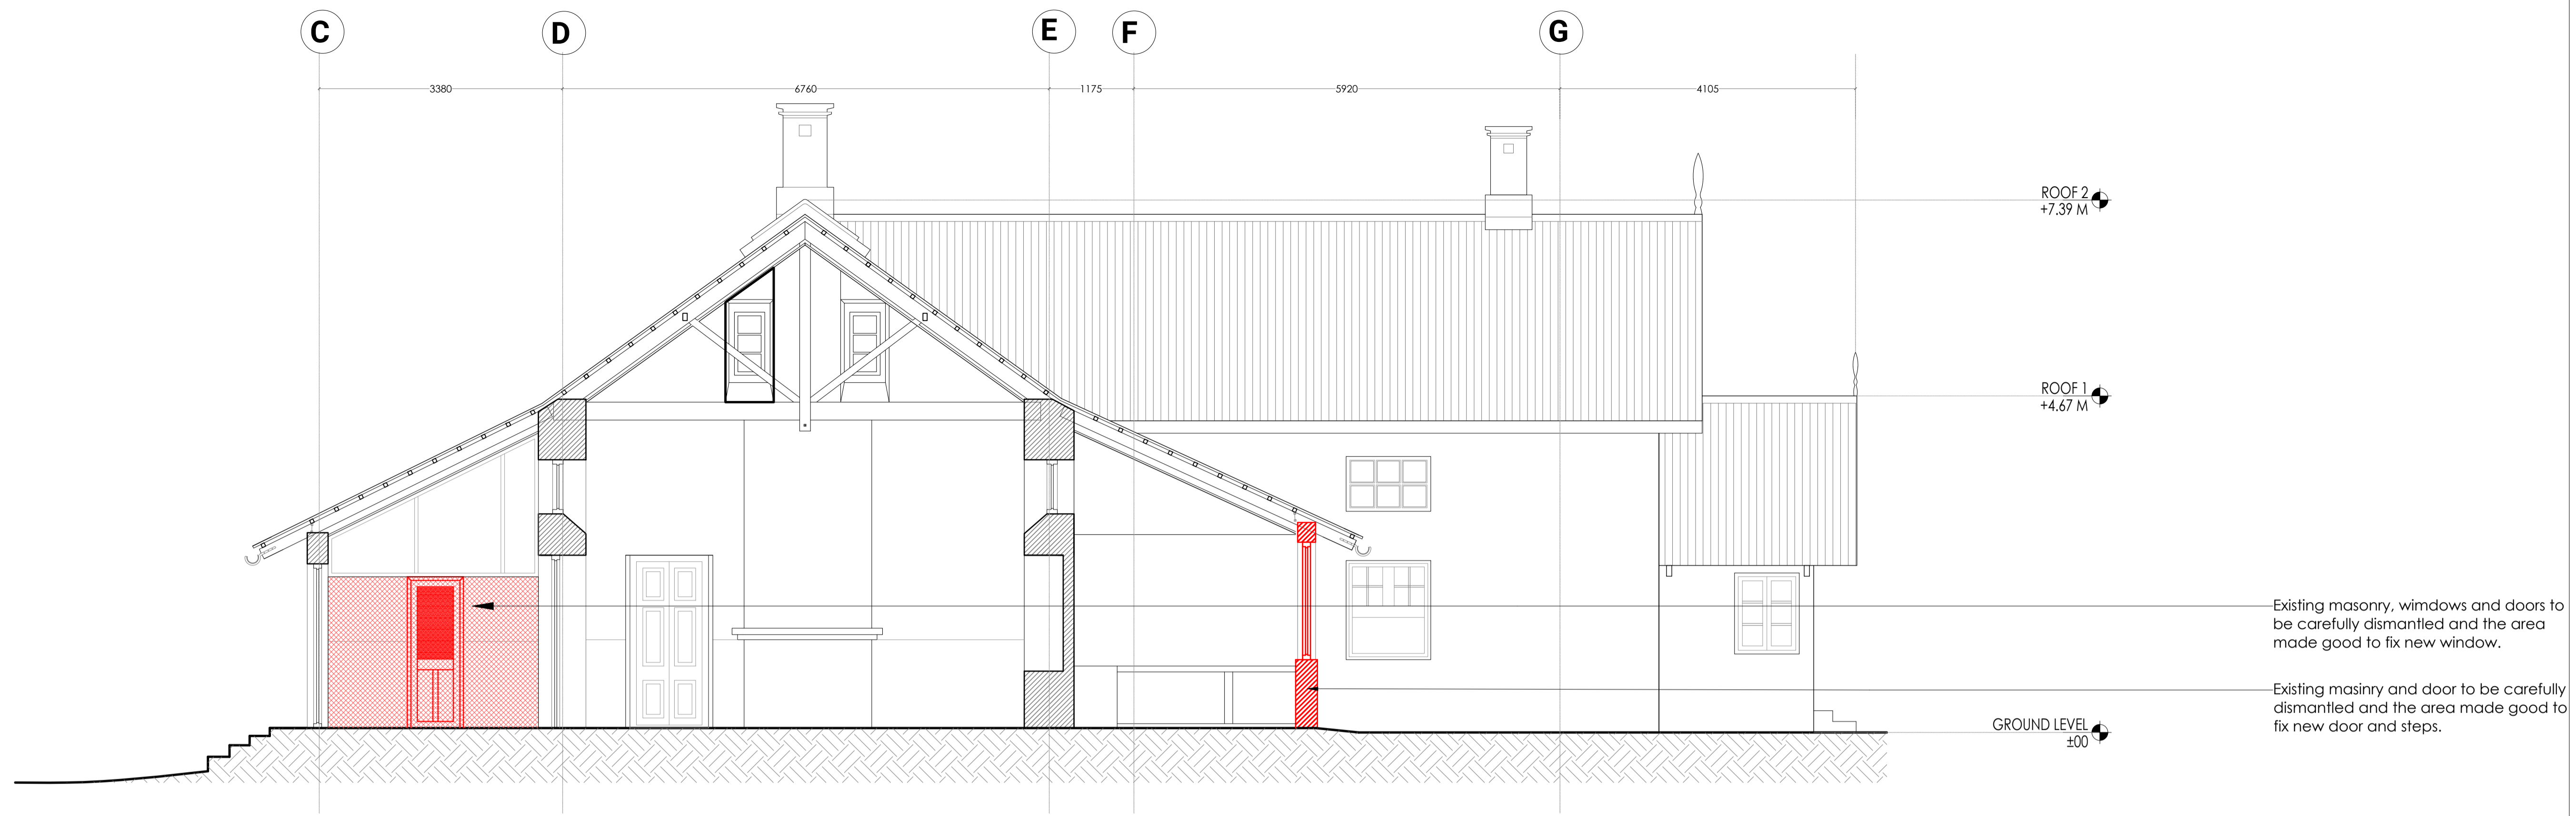 C D E F G
3380 6760 1175 5920 4105
ROOF 2
+7.39 M
ROOF 1
+4.67 M
Existing masonry, wimdows and doors to
be carefully dismantled and the area
made good to fix new window.
Existing masinry and door to be carefully
dismantled and the area made good to
fix new door and steps.
GROUND LEVEL
±00